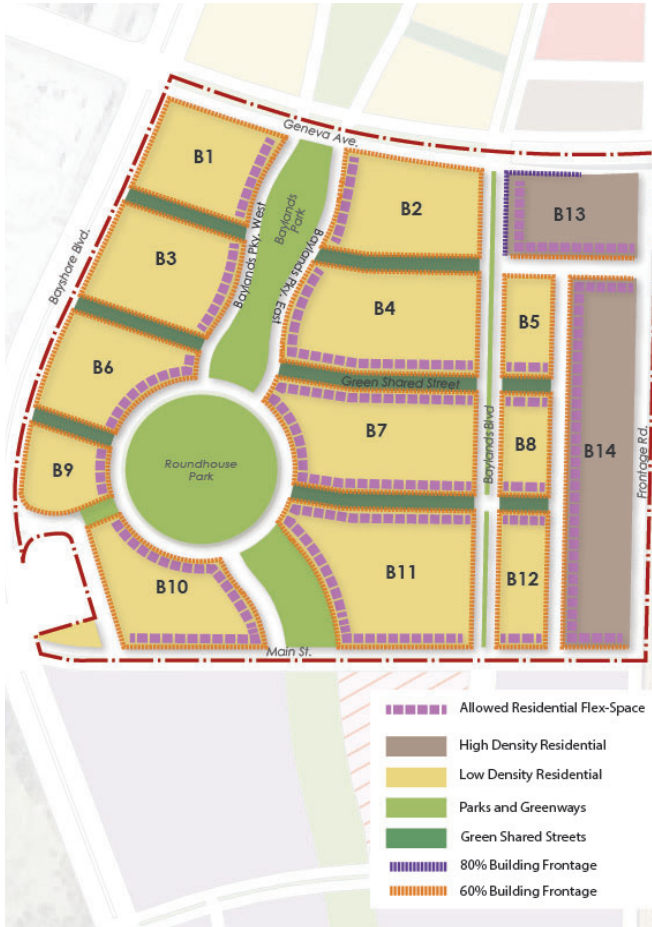 Geneva Ave.
B1
B2
B13
Bayshore Blvd.
Baylands Pky. West
Baylands
Park
Baylands Pky. East
B3
B4
B5
B6
Green Shared Street
Baylands Blvd
B7
B8
B14
Frontage Rd.
B9
Roundhouse
Park
B10
B11
B12
Main St.
Allowed Residential Flex-Space
High Density Residential
Low Density Residential
Parks and Greenways
Green Shared Streets
80% Building Frontage
60% Building Frontage